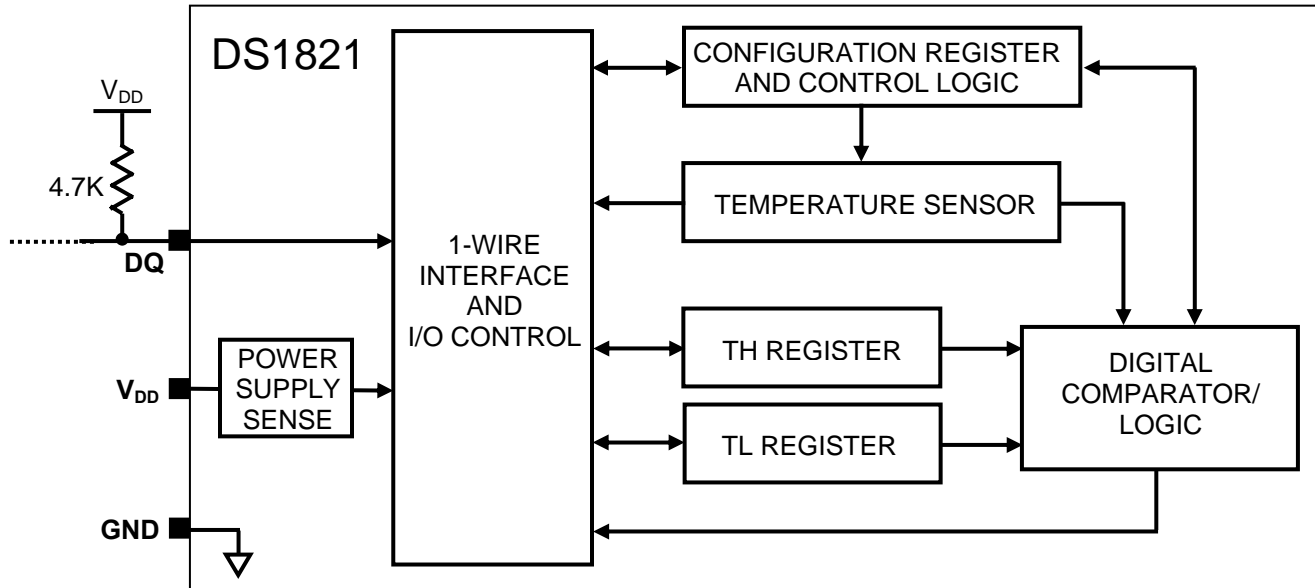 DS1821
V_DD
4.7K
DQ
V_DD
GND
POWER
SUPPLY
SENSE
1-WIRE
INTERFACE
AND
I/O CONTROL
CONFIGURATION REGISTER
AND CONTROL LOGIC
TEMPERATURE SENSOR
TH REGISTER
TL REGISTER
DIGITAL
COMPARATOR/
LOGIC